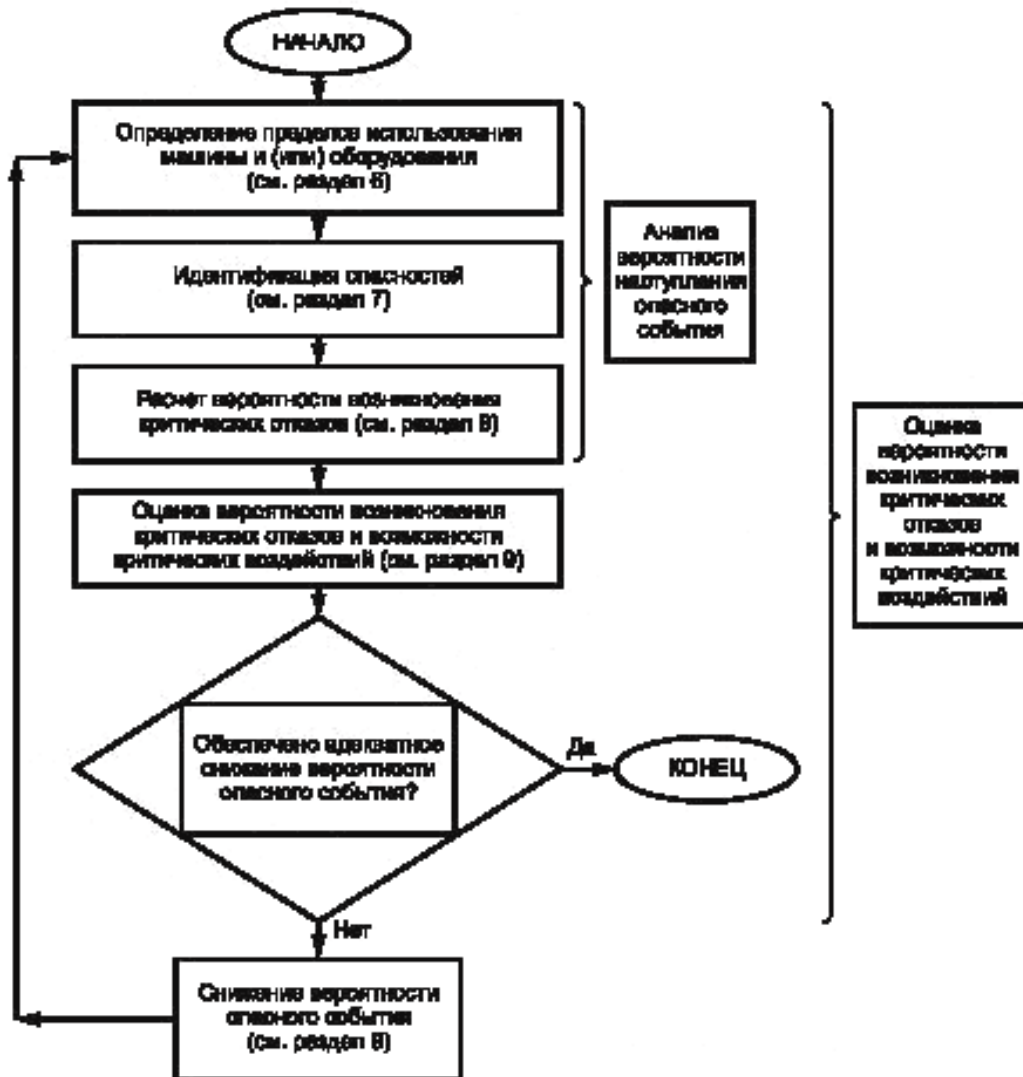 НАЧАЛО
Определение пределов использования
машины и (или) оборудования
(см. раздел 6)
Идентификация опасностей
(см. раздел 7)
Расчет вероятности возникновения
критических отказов (см. раздел 8)
Оценка вероятности возникновения
критических отказов и возможности
критических воздействий (см. раздел 9)
Обеспечено адекватное
снижение вероятности
опасного события?
Да
КОНЕЦ
Нет
Снижение вероятности
опасного события
(см. раздел
Анализ
вероятности
наступления
опасного
события
Оценка
вероятности
возникновения
критических
отказов
и возможности
критических
воздействий